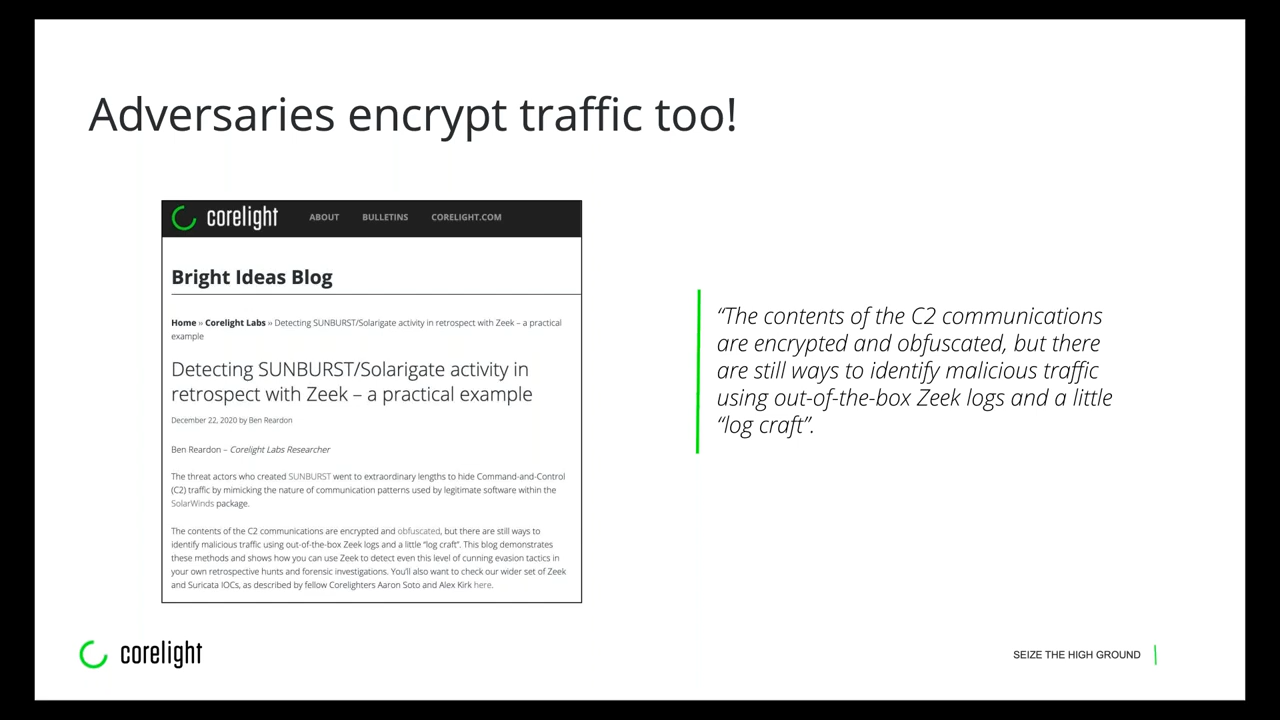 Adversaries encrypt traffic too!
corelight
ABOUT
BULLETINS
CORELIGHT.COM
Bright Ideas Blog
Home » Corelight Labs » Detecting SUNBURST/Solarigate activity in retrospect with Zeek – a practical
example
Detecting SUNBURST/Solarigate activity in
retrospect with Zeek – a practical example
December 22, 2020 by Ben Reardon
Ben Reardon – Corelight Labs Researcher
The threat actors who created SUNBURST went to extraordinary lengths to hide Command-and-Control
(C2) traffic by mimicking the nature of communication patterns used by legitimate software within the
SolarWinds package.
The contents of the C2 communications are encrypted and obfuscated, but there are still ways to
identify malicious traffic using out-of-the-box Zeek logs and a little “log craft”. This blog demonstrates
these methods and shows how you can use Zeek to detect even this level of cunning evasion tactics in
your own retrospective hunts and forensic investigations. You’ll also want to check our wider set of Zeek
and Suricata IOCs, as described by fellow Corelighters Aaron Soto and Alex Kirk here.
“The contents of the C2 communications
are encrypted and obfuscated, but there
are still ways to identify malicious traffic
using out-of-the-box Zeek logs and a little
“log craft”.
corelight
SEIZE THE HIGH GROUND